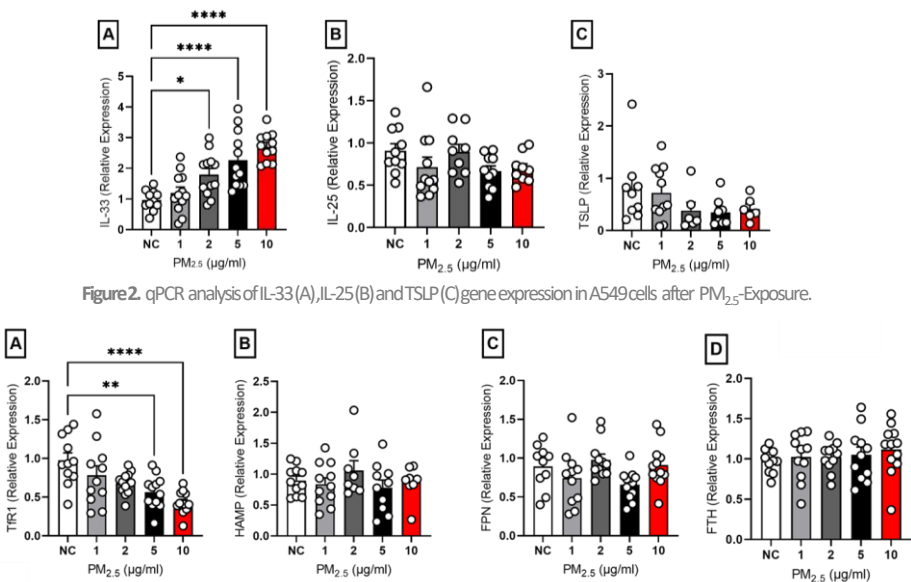 ****
****
*
A
IL-33 (Relative Expression)
5
4
3
2
1
0
NC 1 2 5 10
PM2.5 (µg/ml)
B
IL-25 (Relative Expression)
2.0
1.5
1.0
0.5
0.0
NC 1 2 5 10
PM2.5 (µg/ml)
C
TSLP (Relative Expression)
3
2
1
0
NC 1 2 5 10
PM2.5 (µg/ml)
Figure 2. qPCR analysis of IL-33 (A), IL-25 (B) and TSLP (C) gene expression in A549 cells after PM2.5-Exposure.
A
****
**
TfR1 (Relative Expression)
2.0
1.5
1.0
0.5
0.0
NC 1 2 5 10
PM2.5 (µg/ml)
B
HAMP (Relative Expression)
2.5
2.0
1.5
1.0
0.5
0.0
NC 1 2 5 10
PM2.5 (µg/ml)
C
FPN (Relative Expression)
2.0
1.5
1.0
0.5
0.0
NC 1 2 5 10
PM2.5 (µg/ml)
D
FTH (Relative Expression)
2.0
1.5
1.0
0.5
0.0
NC 1 2 5 10
PM2.5 (µg/ml)